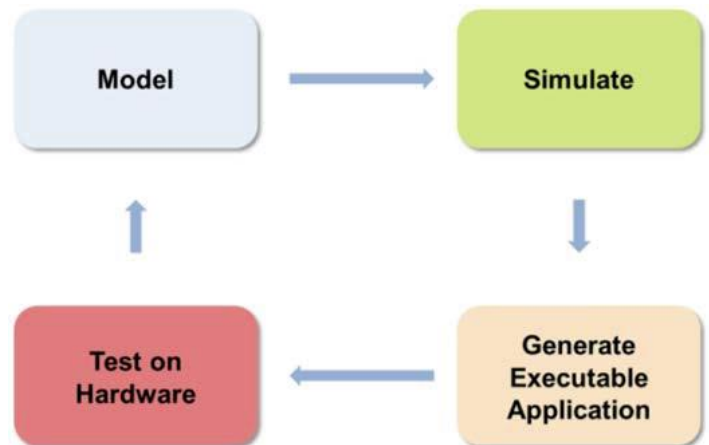 Model
Simulate
Test on
Hardware
Generate
Executable
Application